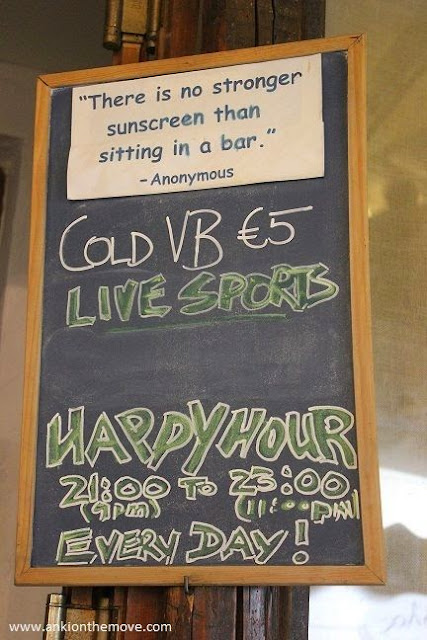 "There is no stronger
sunscreen than
sitting in a bar."
- Anonymous
COLD VB €5
LIVE SPORTS
HAPPY HOUR
21:00 TO 23:00
(9PM) (11:00PM)
EVERY DAY!
www.ankionthemove.com